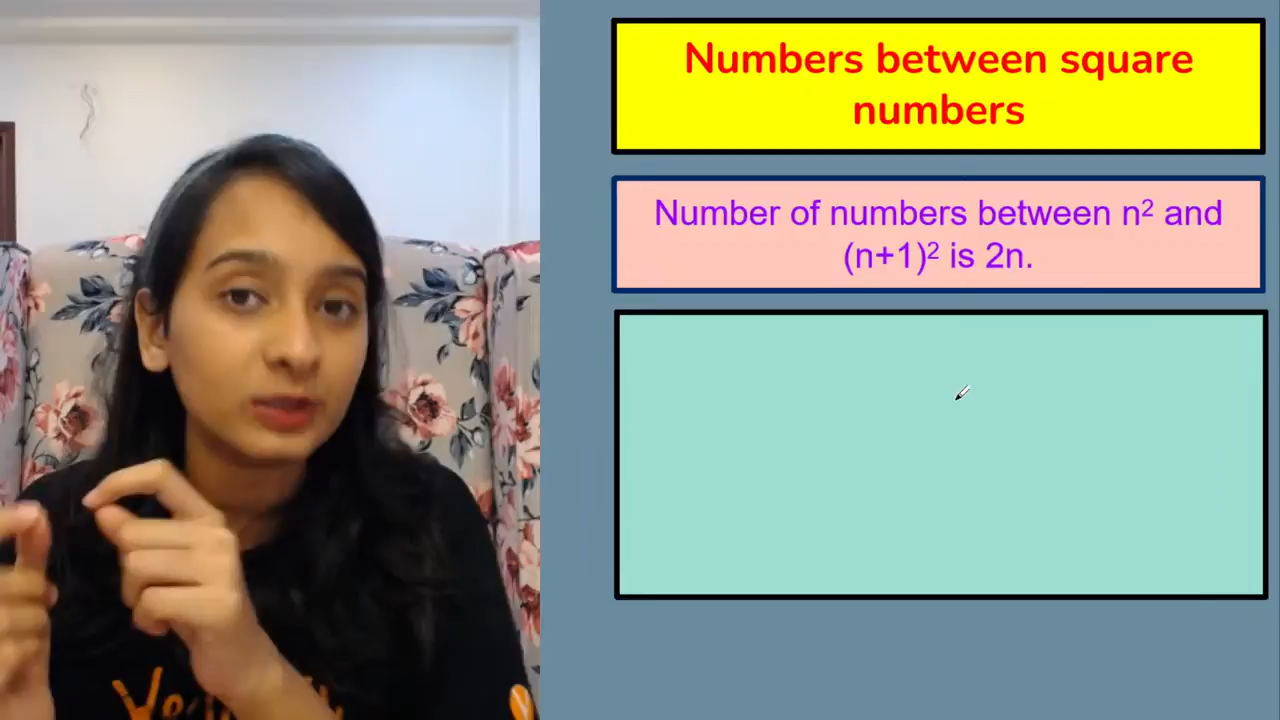 Numbers between square
numbers
Number of numbers between n² and
(n+1)² is 2n.